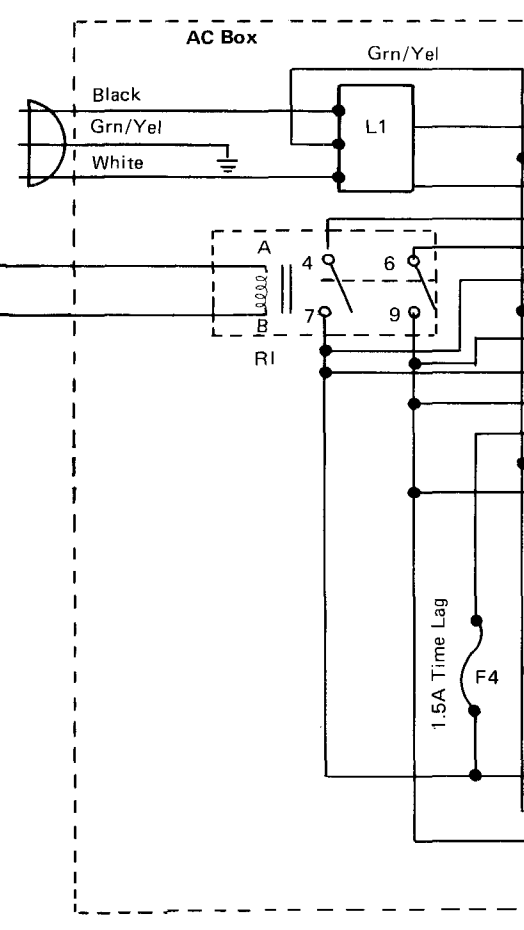 AC Box
Grn/Yel
Black
Grn/Yel
White
L1
A
4
6
B
7
9
RI
1.5A Time Lag
F4